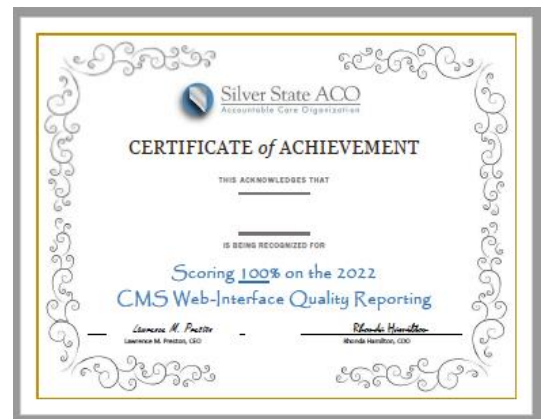 Silver State ACO
Accountable Care Organization
CERTIFICATE of ACHIEVEMENT
THIS ACKNOWLEDGES THAT
IS BEING RECOGNIZED FOR
Scoring 100% on the 2022
CMS Web-Interface Quality Reporting
Lawrence M. Preston Rhonda Hamilton
Lawrence M. Preston, CEO Rhonda Hamilton, COO